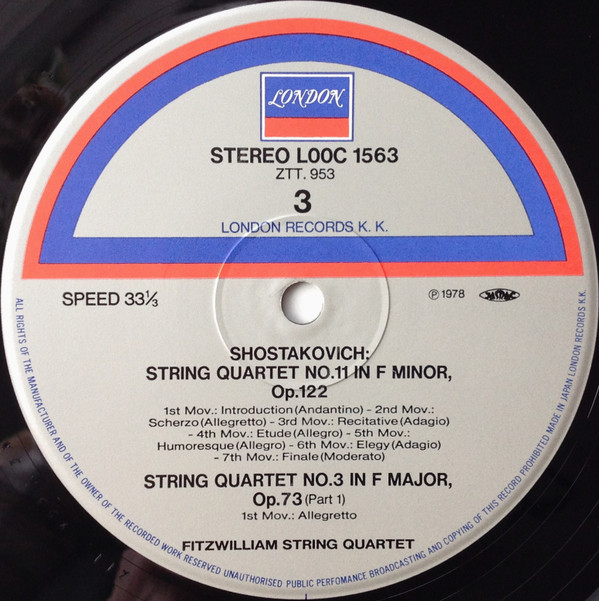 LONDON
STEREO L00C 1563
ZTT. 953
3
LONDON RECORDS K. K.
SPEED 33⅓
Ⓟ 1978
SHOSTAKOVICH:
STRING QUARTET NO.11 IN F MINOR,
Op.122
1st Mov.: Introduction (Andantino) - 2nd Mov.:
Scherzo (Allegretto) - 3rd Mov.: Recitative (Adagio)
- 4th Mov.: Etude (Allegro) - 5th Mov.:
Humoresque (Allegro) - 6th Mov.: Elegy (Adagio)
- 7th Mov.: Finale (Moderato)
STRING QUARTET NO.3 IN F MAJOR,
Op.73 (Part 1)
1st Mov.: Allegretto
FITZWILLIAM STRING QUARTET
ALL RIGHTS OF THE MANUFACTURER AND OF THE OWNER OF THE RECORDED WORK RESERVED UNAUTHORISED PUBLIC PERFOMANCE BROADCASTING AND COPYING OF THIS RECORD PROHIBITED MADE IN JAPAN LONDON RECORDS K.K.